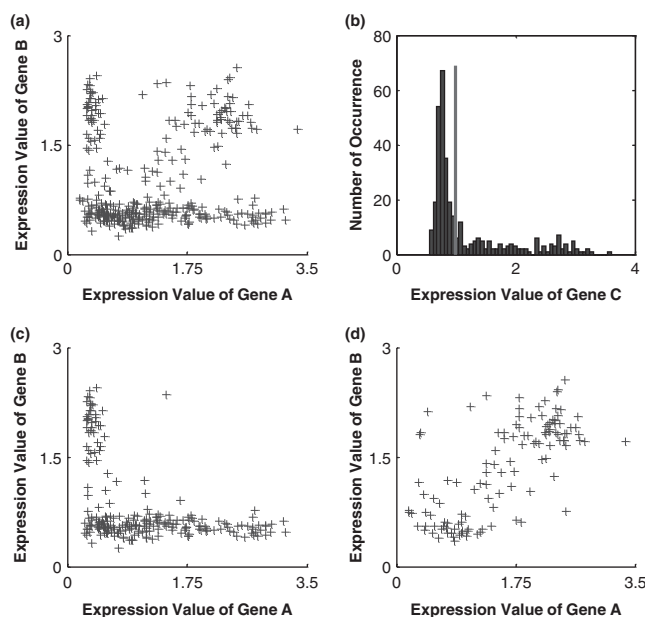 (a)
Expression Value of Gene B
3
1.5
0
0
1.75
3.5
Expression Value of Gene A
(b)
Number of Occurrence
80
60
40
20
0
0
2
4
Expression Value of Gene C
(c)
Expression Value of Gene B
3
1.5
0
0
1.75
3.5
Expression Value of Gene A
(d)
Expression Value of Gene B
3
1.5
0
0
1.75
3.5
Expression Value of Gene A